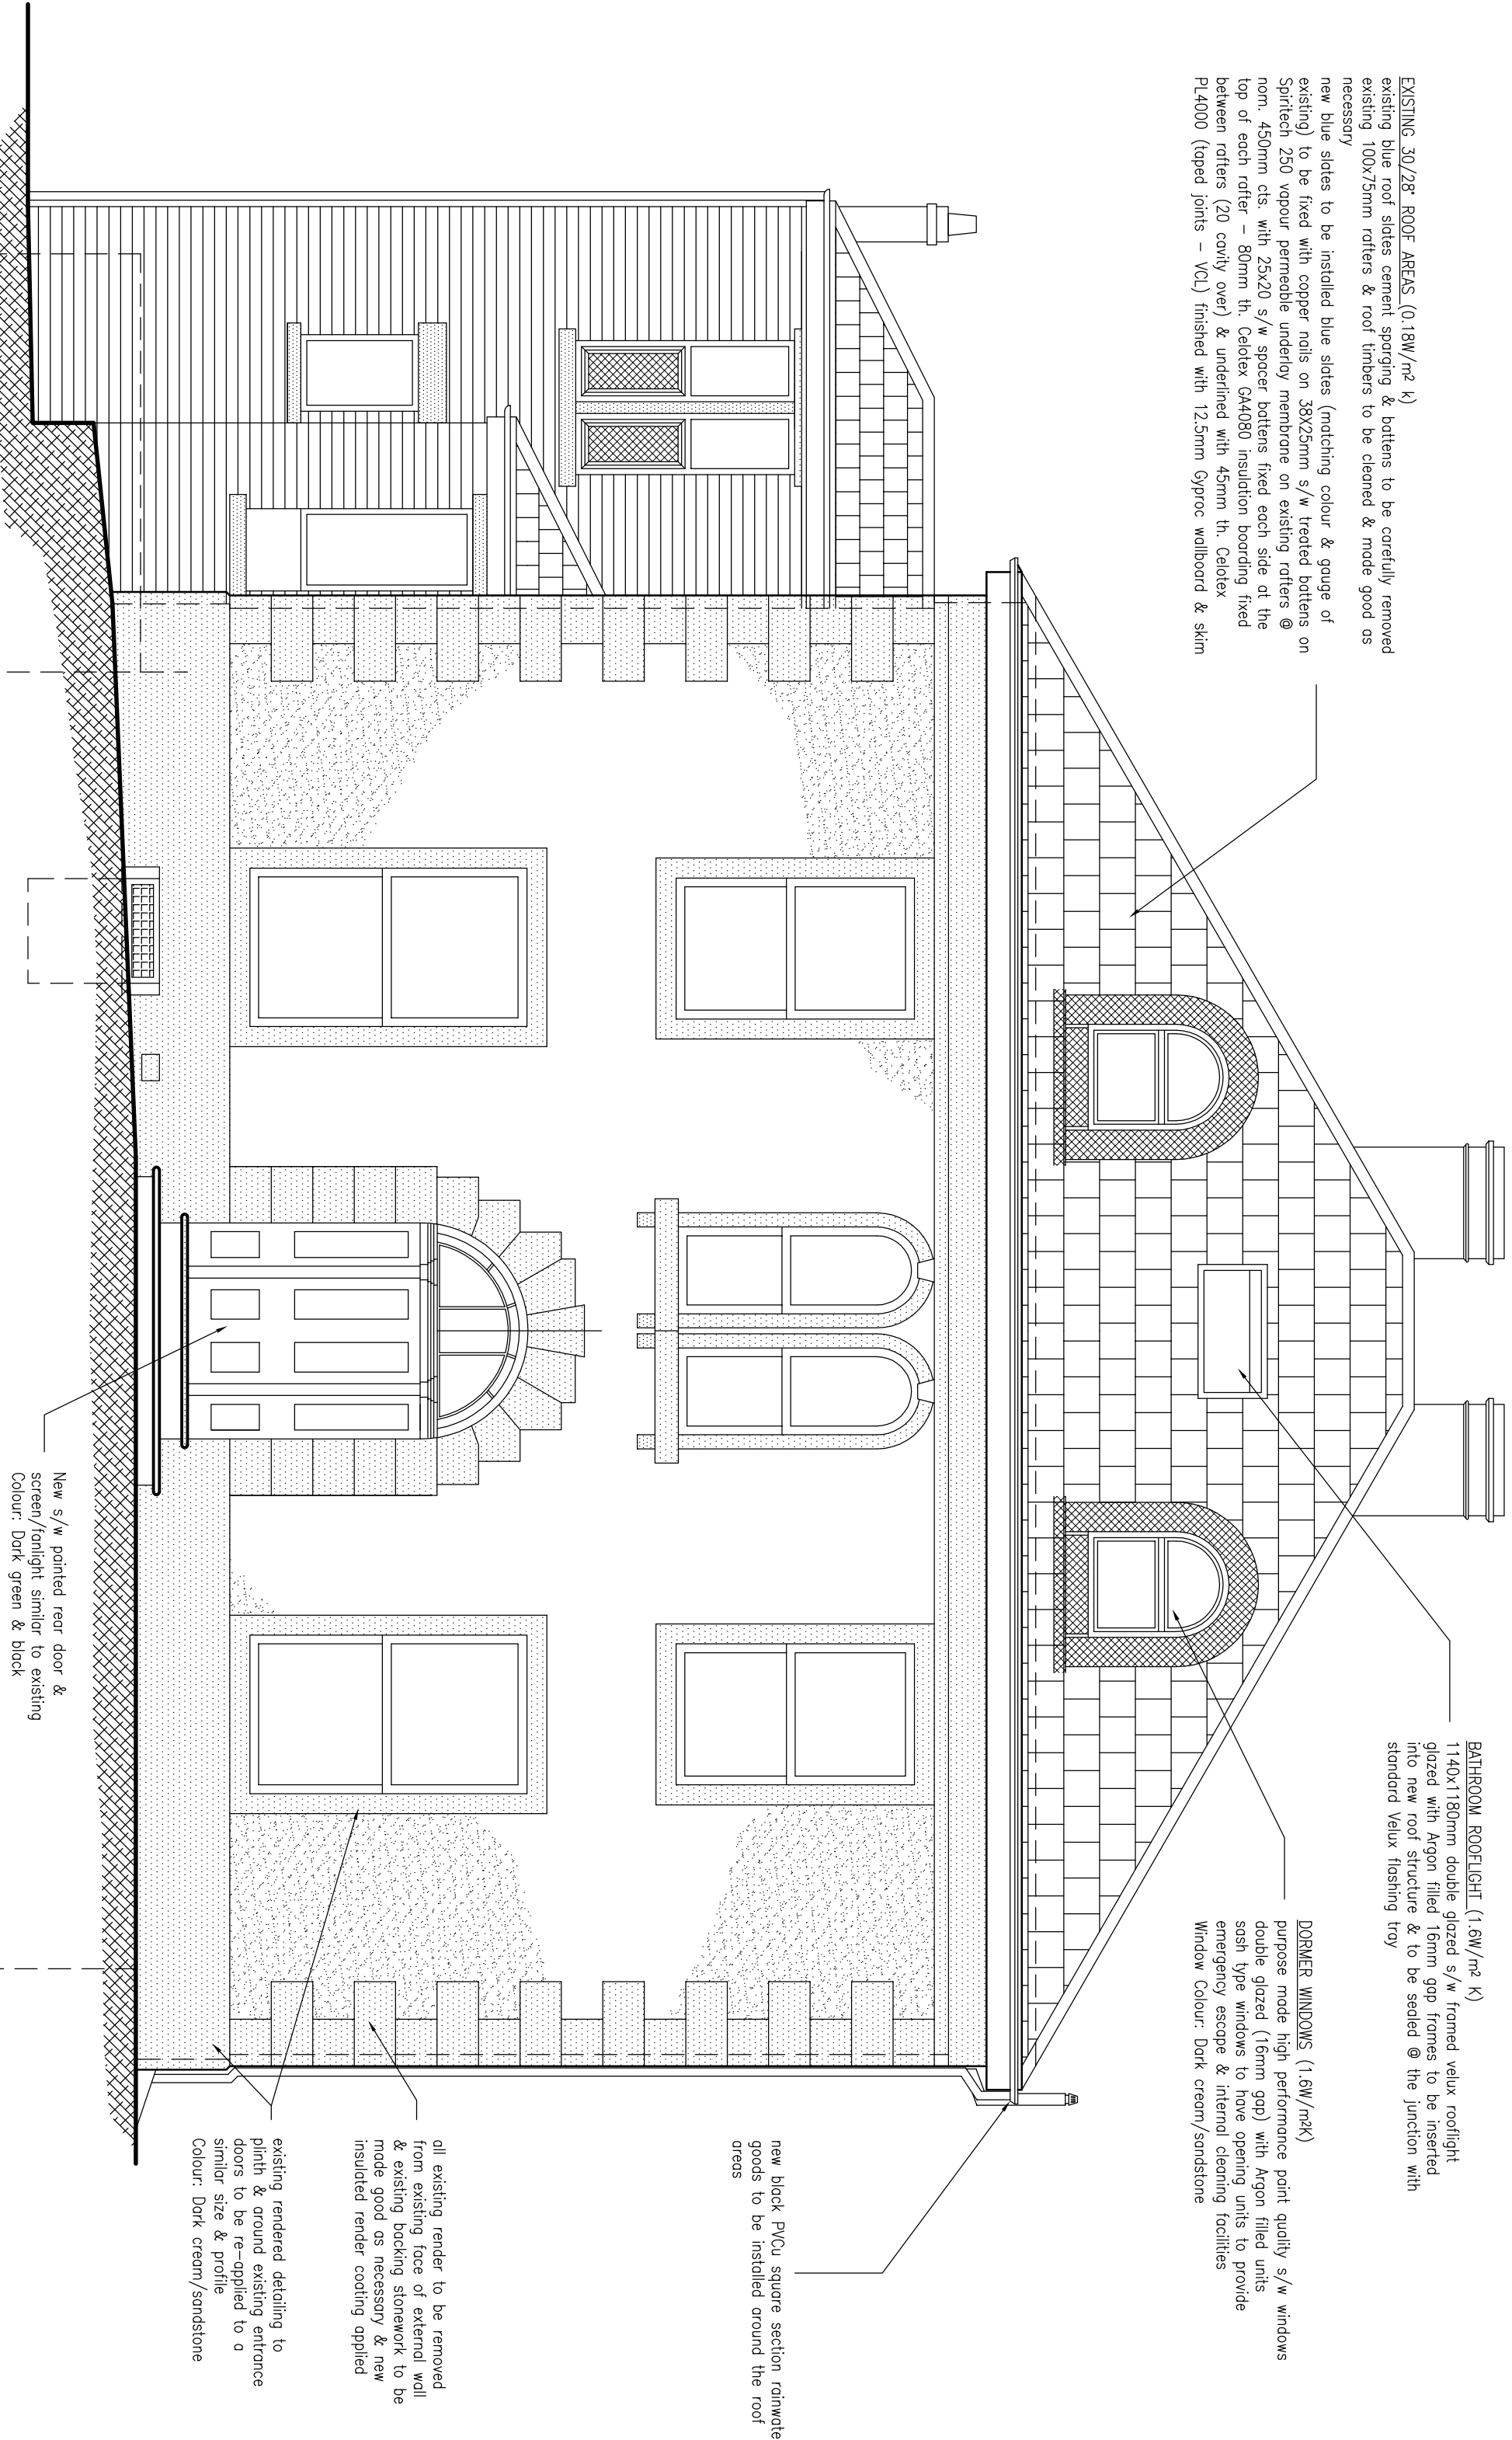 EXISTING 30/28° ROOF AREAS (0.18W/m² k)
existing blue roof slates cement sparging & battens to be carefully removed
existing 100x75mm rafters & roof timbers to be cleaned & made good as
necessary
new blue slates to be installed blue slates (matching colour & gauge of
existing) to be fixed with copper nails on 38X25mm s/w treated battens on
Spiritech 250 vapour permeable underlay membrane on existing rafters @
nom. 450mm cts. with 25x20 s/w spacer battens fixed each side at the
top of each rafter - 80mm th. Celotex GA4080 insulation boarding fixed
between rafters (20 cavity over) & underlined with 45mm th. Celotex
PL4000 (taped joints - VCL) finished with 12.5mm Gyproc wallboard & skim
BATHROOM ROOFLIGHT (1.6W/m² K)
1140x1180mm double glazed s/w framed velux rooflight
glazed with Argon filled 16mm gap frames to be inserted
into new roof structure & to be sealed @ the junction with
standard Velux flashing tray
DORMER WINDOWS (1.6W/m²K)
purpose made high performance paint quality s/w windows
double glazed (16mm gap) with Argon filled units
sash type windows to have opening units to provide
emergency escape & internal cleaning facilities
Window Colour: Dark cream/sandstone
new black PVCu square section rainwate
goods to be installed around the roof
areas
all existing render to be removed
from existing face of external wall
& existing backing stonework to be
made good as necessary & new
insulated render coating applied
existing rendered detailing to
plinth & around existing entrance
doors to be re-applied to a
similar size & profile
Colour: Dark cream/sandstone
New s/w painted rear door &
screen/fanlight similar to existing
Colour: Dark green & black